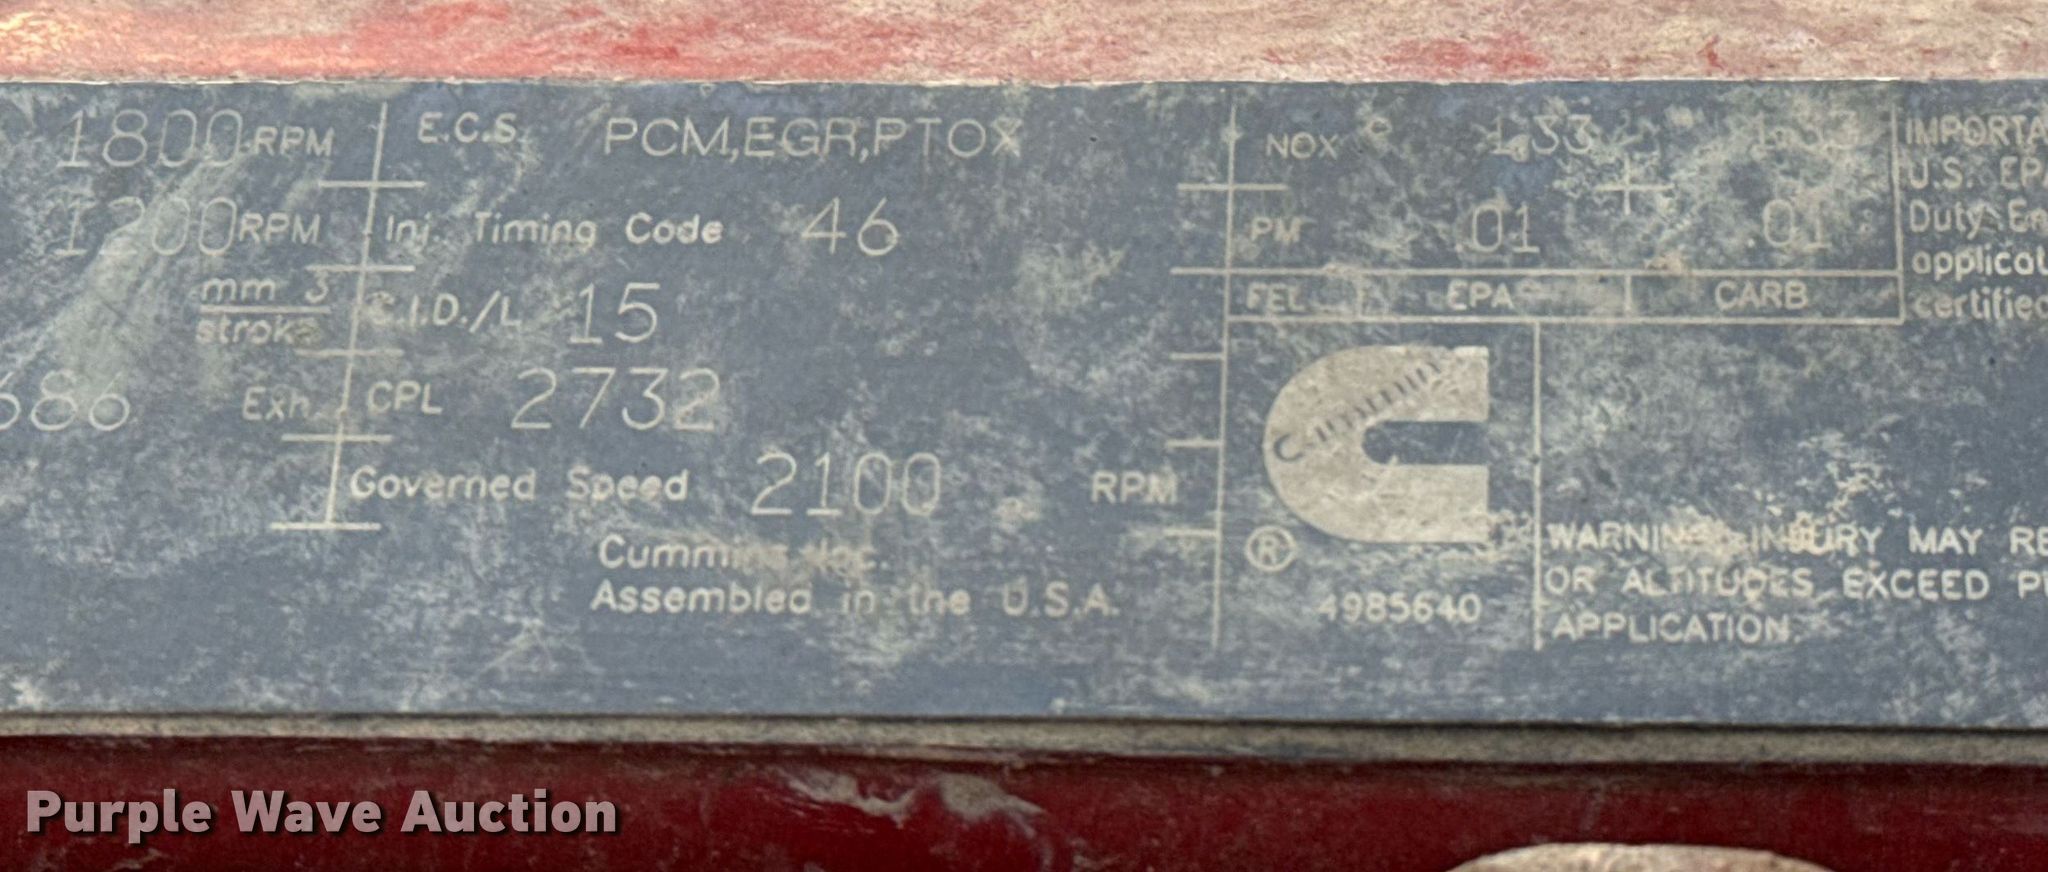 1800 RPM
1200 RPM
mm 3
stroke
686 Exh.
E.C.S. PCM,EGR,PTOX
Inj. Timing Code 46
C.I.D./L 15
CPL 2732
Governed Speed 2100 RPM
Cummins Inc.
Assembled in the U.S.A.
NOX 1.33 1.33
PM .01 .01
FEL EPA CARB
Cummins
®
4985640
IMPORTA
U.S. EPA
Duty En
applicat
certified
WARNING INJURY MAY RE
OR ALTITUDES EXCEED P
APPLICATION.
Purple Wave Auction